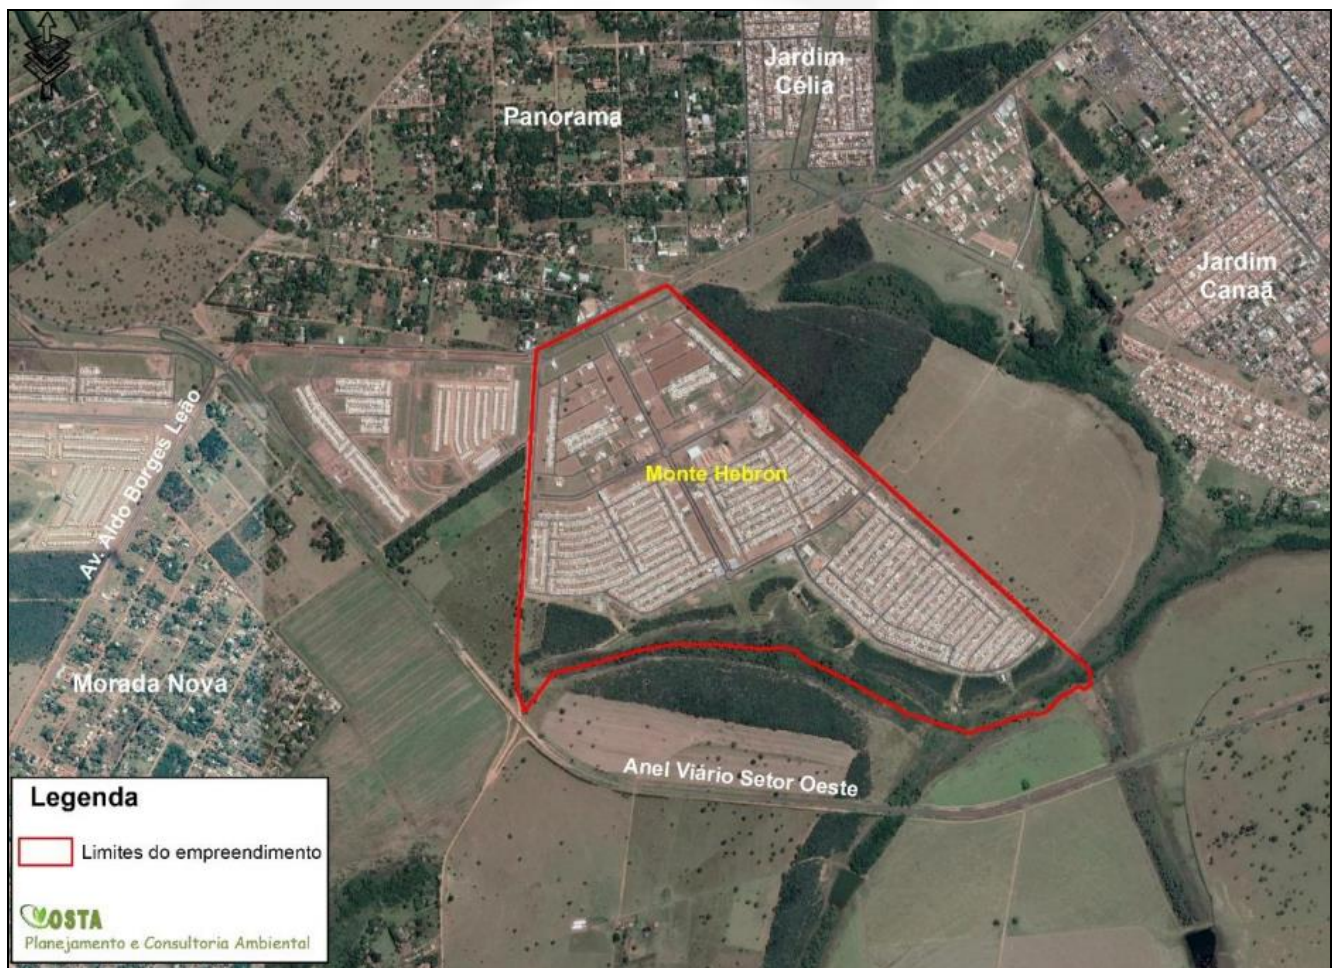 Jardim
Célia
Panorama
Jardim
Canaã
Monte Hebron
Av. Aldo Borges Leão
Morada Nova
Anel Viário Setor Oeste
Legenda
Limites do empreendimento
OSTA
Planejamento e Consultoria Ambiental